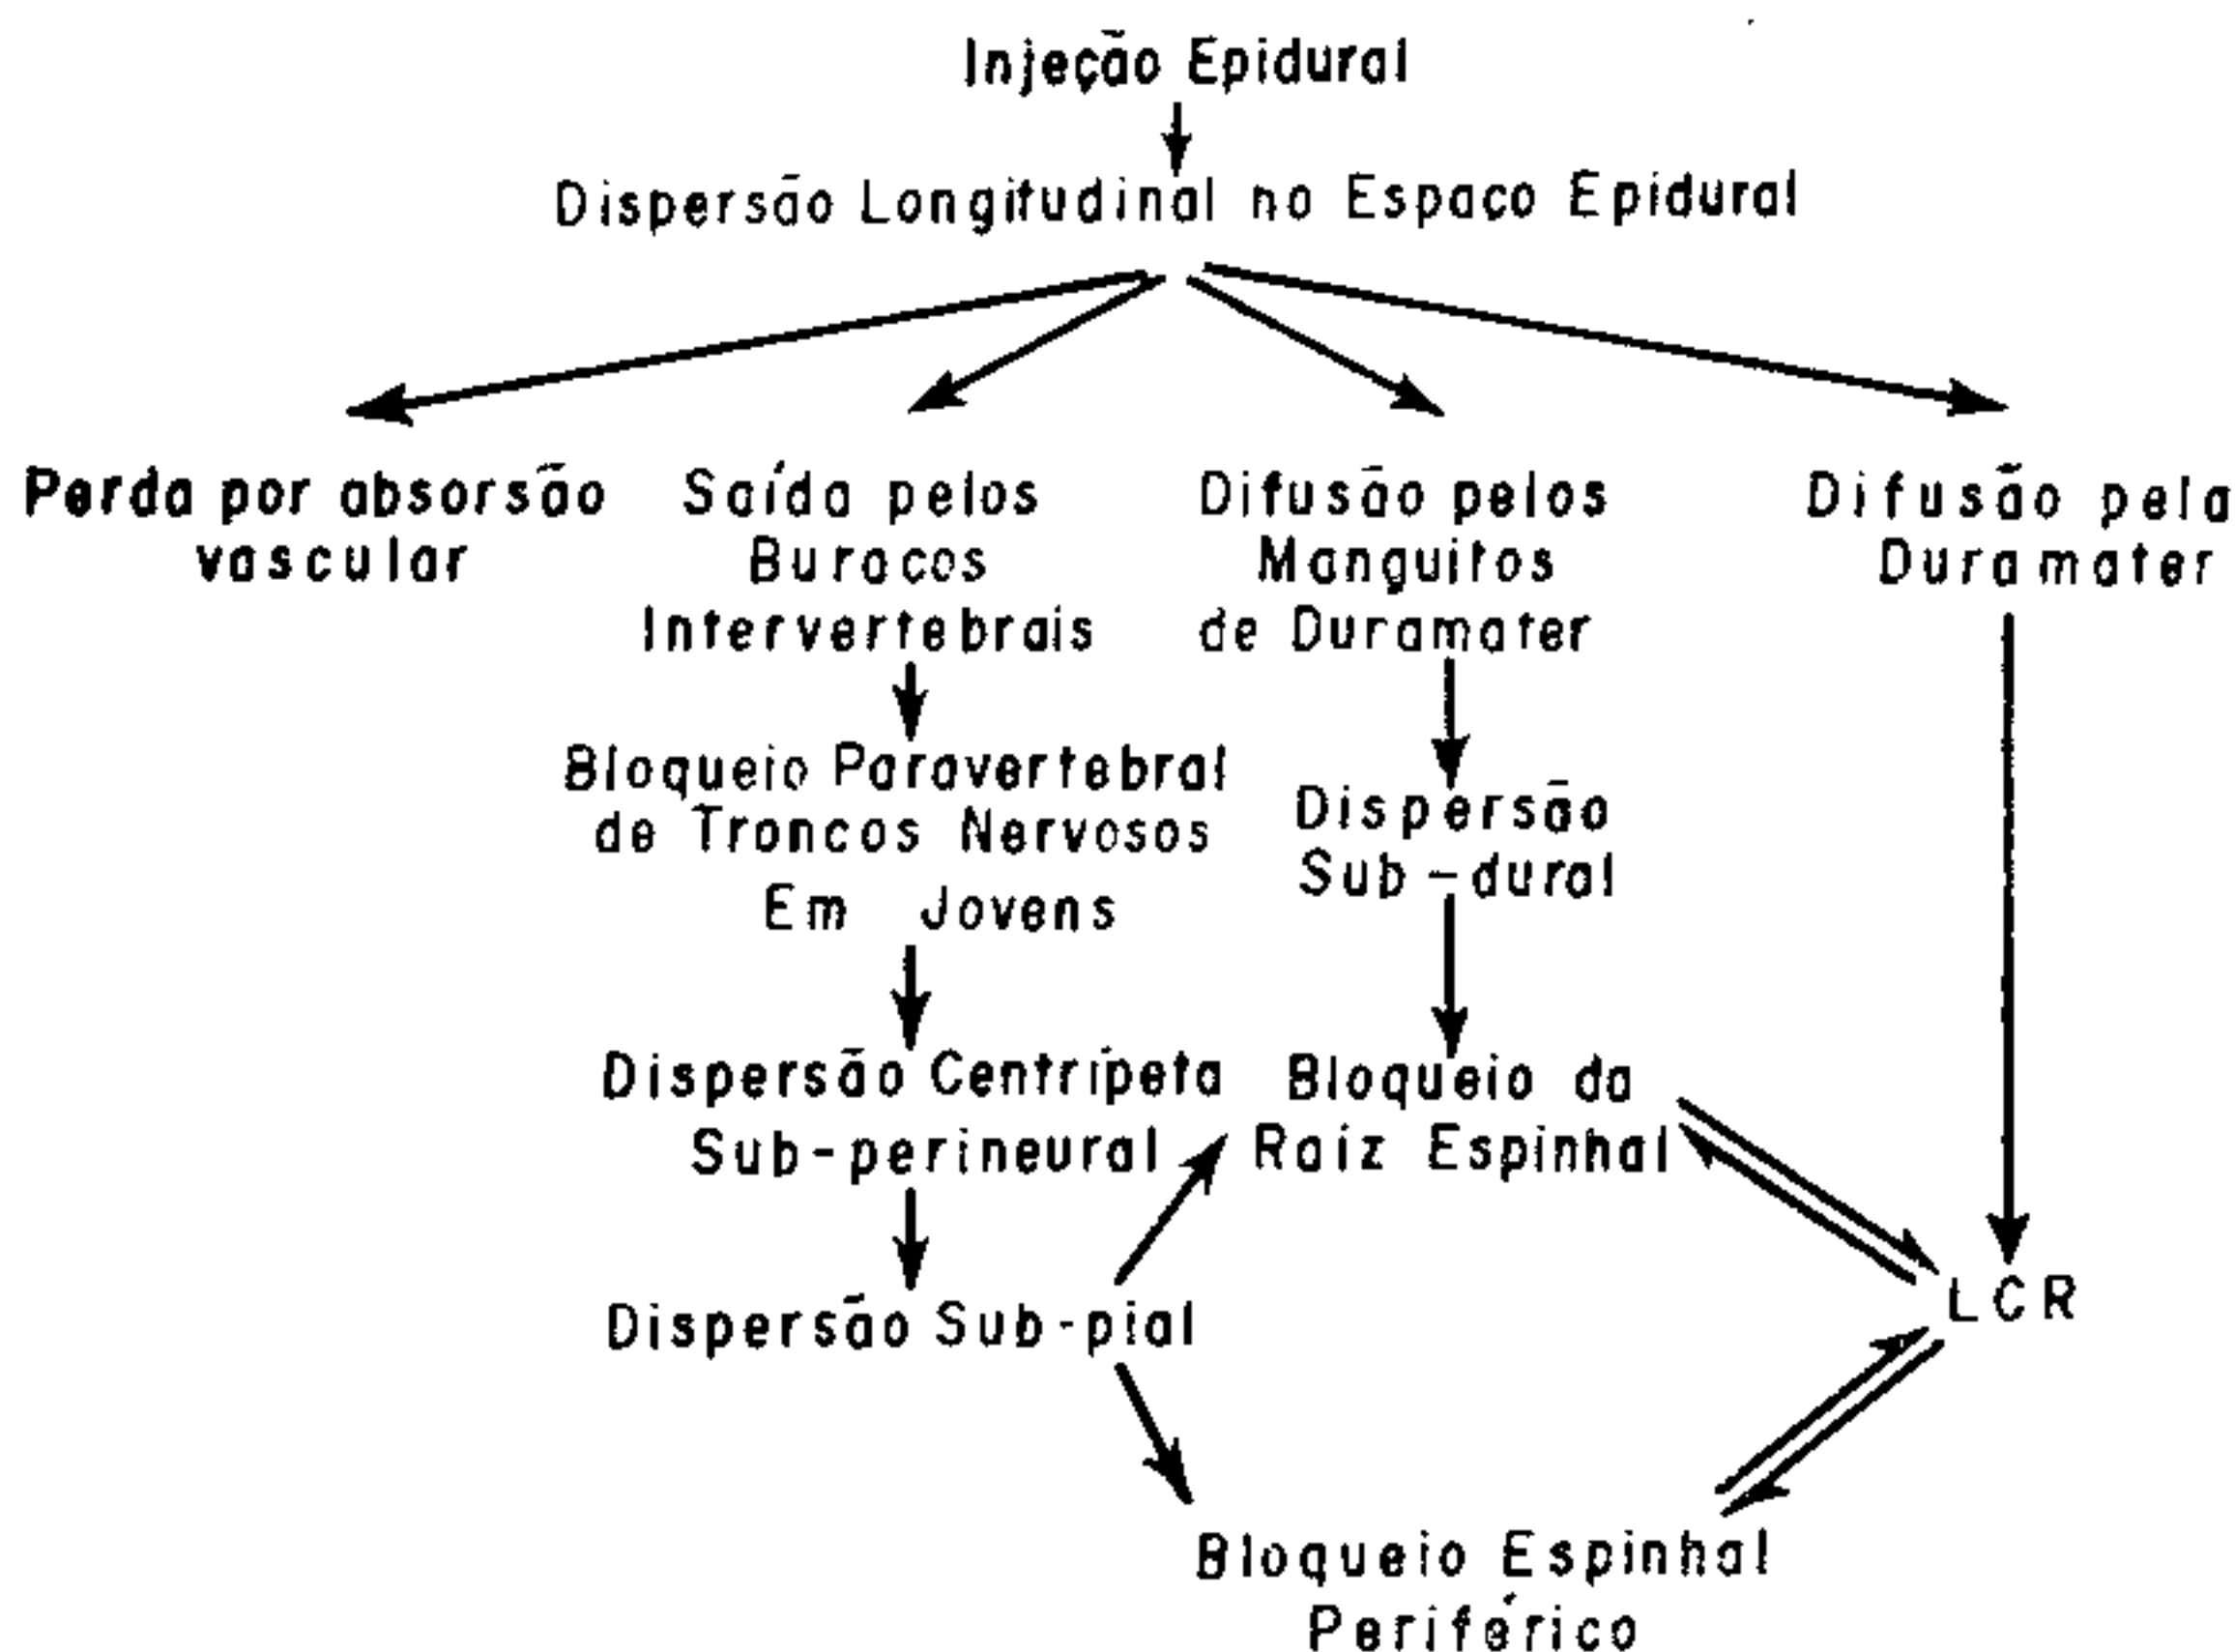 Injeção Epidural
Dispersão Longitudinal no Espaco Epidural
Perda por absorsão
vascular
Saída pelos
Buracos
Intervertebrais
Difusão pelos
Manguitos
de Duramater
Difusão pela
Duramater
Bloqueio Paravertebral
de Troncos Nervosos
Em Jovens
Dispersão
Sub-dural
Dispersão Centrípeta
Sub-perineural
Bloqueio da
Raíz Espinhal
Dispersão Sub-pial
LCR
Bloqueio Espinhal
Periférico